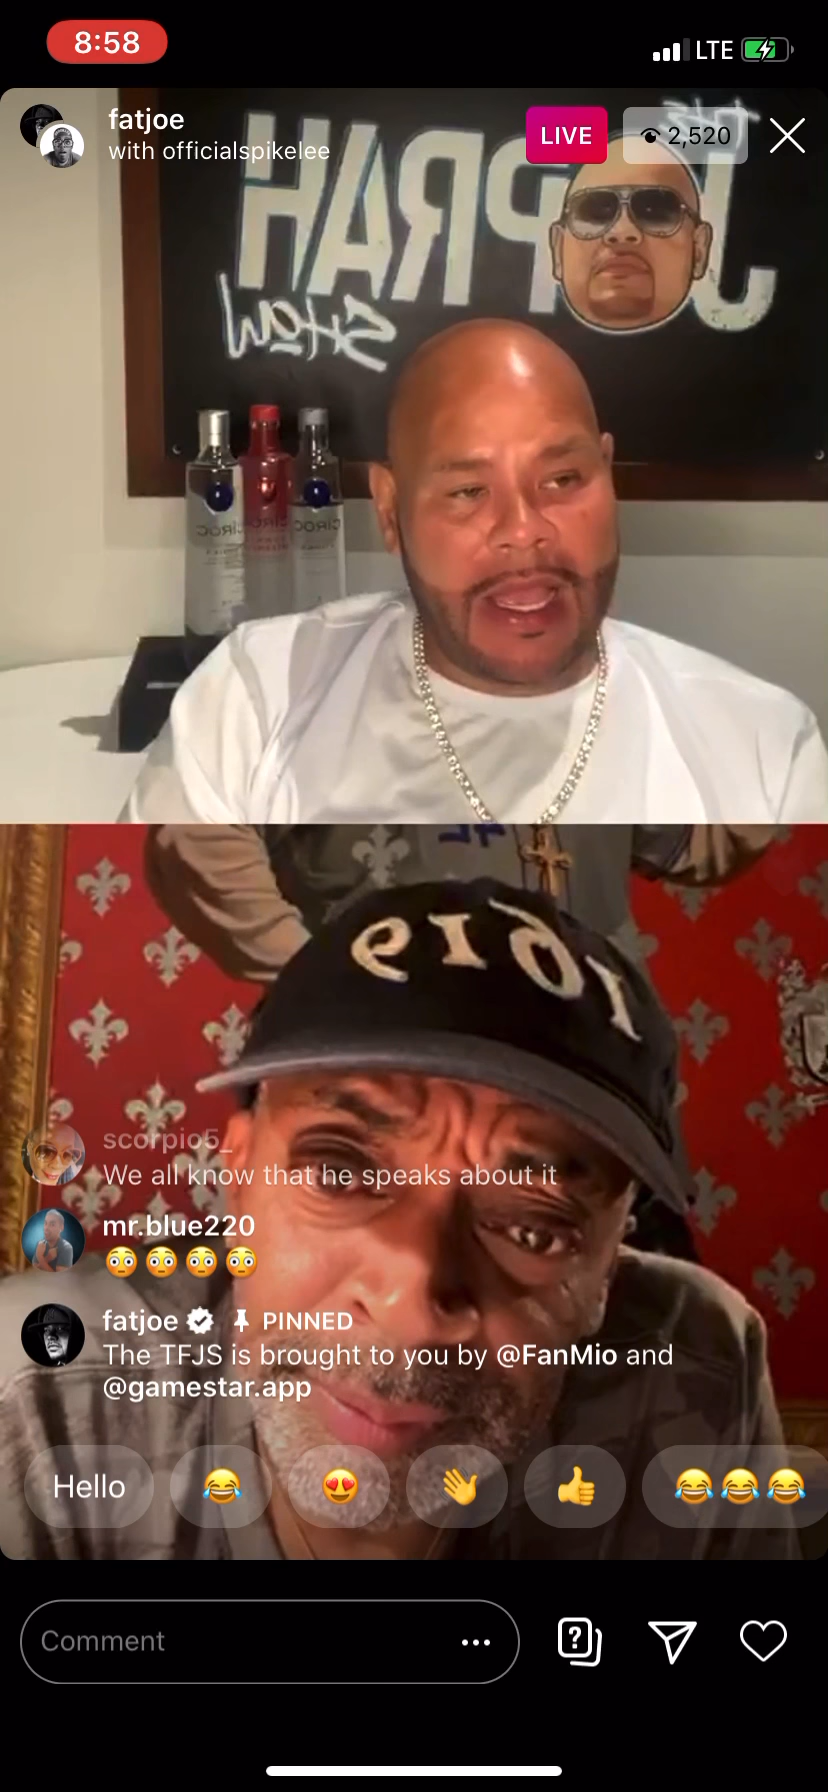 8:58
LTE
fatjoe
with officialspikelee
LIVE
2,520
JOPRAH
SHOW
CIROC
CIROC
1619
scorpio5_
We all know that he speaks about it
mr.blue220
😳😳😳😳
fatjoe PINNED
The TFJS is brought to you by @FanMio and
@gamestar.app
Hello 😂 😍 👋 👍 😂😂😂
Comment